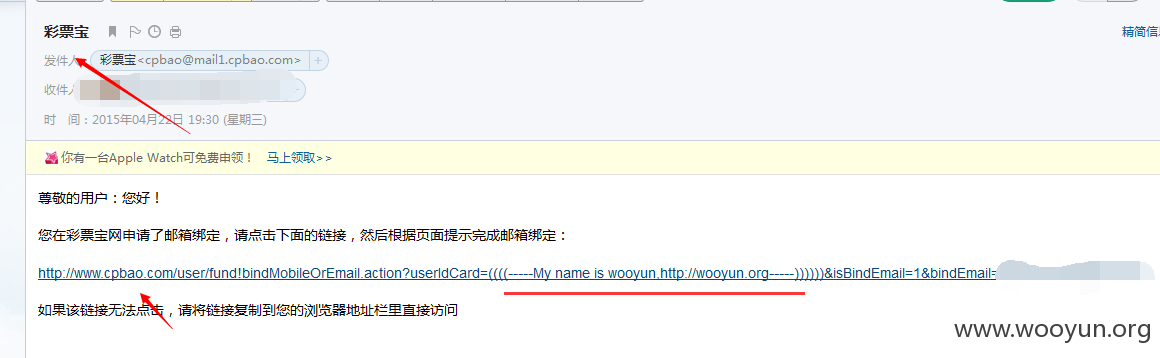 彩票宝
精简信息
发件人 彩票宝<cpbao@mail1.cpbao.com>
收件人
时 间：2015年04月22日 19:30 (星期三)
你有一台Apple Watch可免费申领！ 马上领取>>
尊敬的用户：您好！
您在彩票宝网申请了邮箱绑定，请点击下面的链接，然后根据页面提示完成邮箱绑定：
http://www.cpbao.com/user/fund!bindMobileOrEmail.action?userIdCard=((((-----My name is wooyun,http://wooyun.org-----))))))&isBindEmail=1&bindEmail=
如果该链接无法点击，请将链接复制到您的浏览器地址栏里直接访问
www.wooyun.org